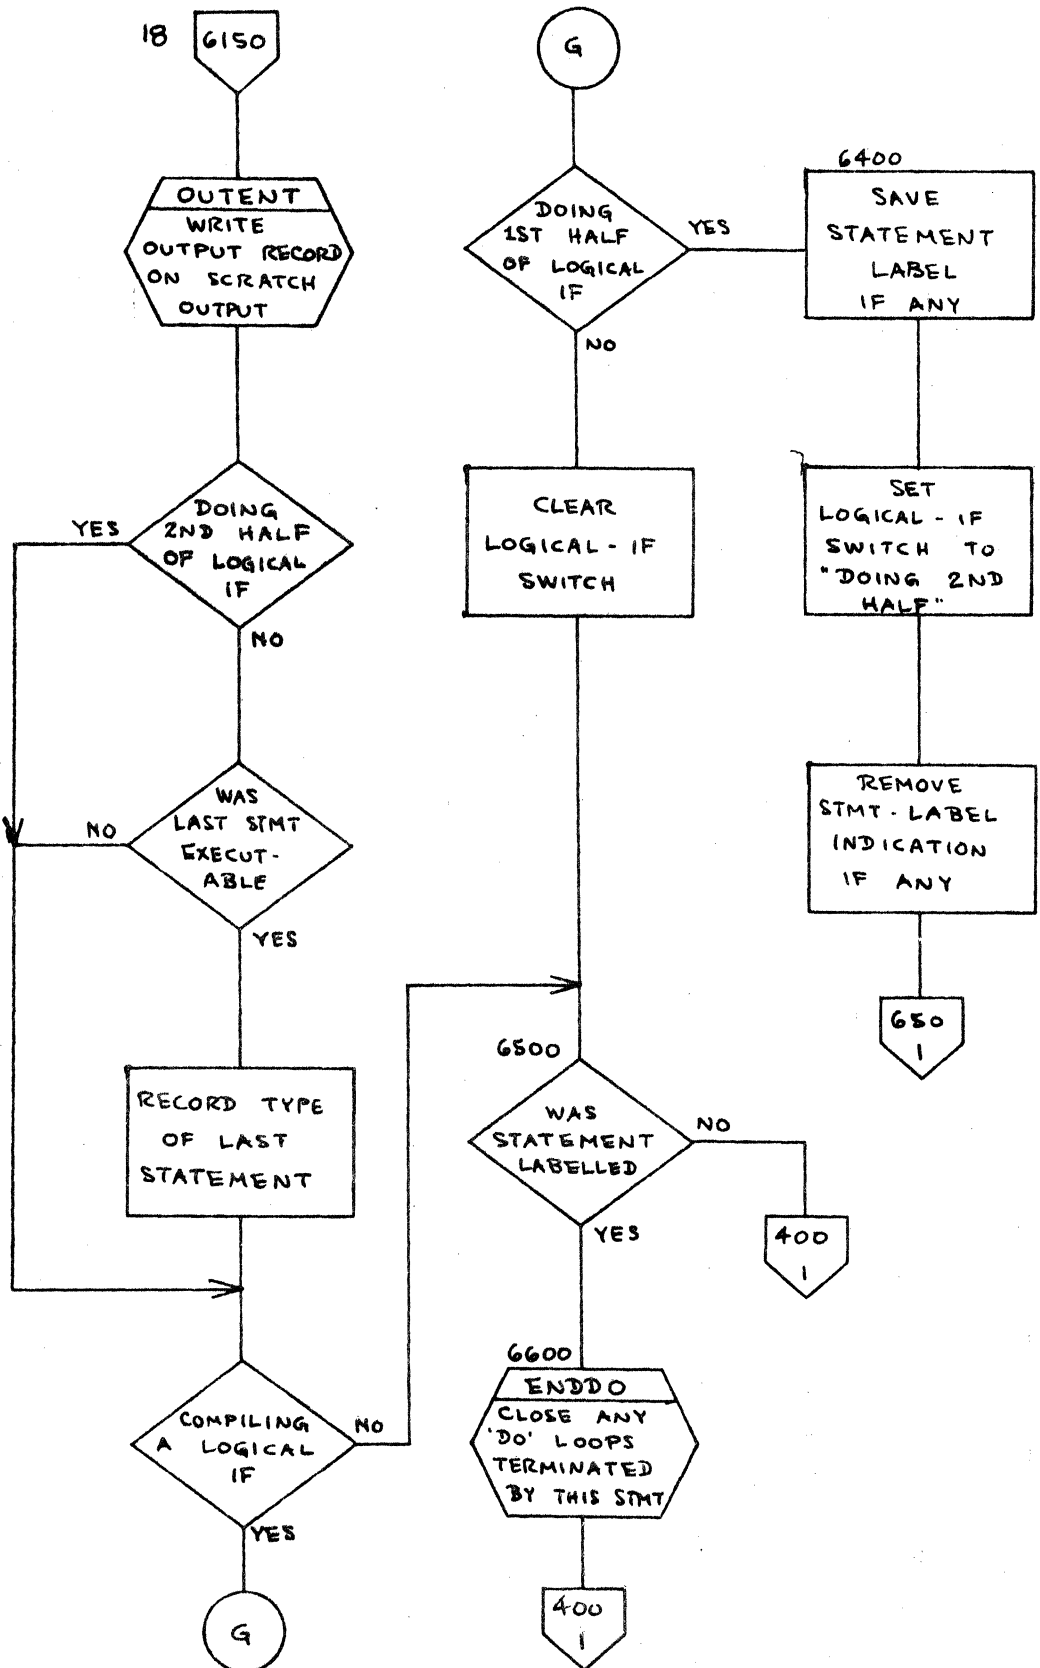 18
6150
OUTENT
WRITE
OUTPUT RECORD
ON SCRATCH
OUTPUT
DOING
2ND HALF
OF LOGICAL
IF
YES
NO
WAS
LAST STMT
EXECUT-
ABLE
NO
YES
RECORD TYPE
OF LAST
STATEMENT
COMPILING
A LOGICAL
IF
NO
YES
G
G
DOING
1ST HALF
OF LOGICAL
IF
YES
NO
CLEAR
LOGICAL - IF
SWITCH
6500
WAS
STATEMENT
LABELLED
NO
400
1
YES
6600
ENDDO
CLOSE ANY
'DO' LOOPS
TERMINATED
BY THIS STMT
400
1
6400
SAVE
STATEMENT
LABEL
IF ANY
SET
LOGICAL - IF
SWITCH TO
"DOING 2ND
HALF"
REMOVE
STMT - LABEL
INDICATION
IF ANY
650
1